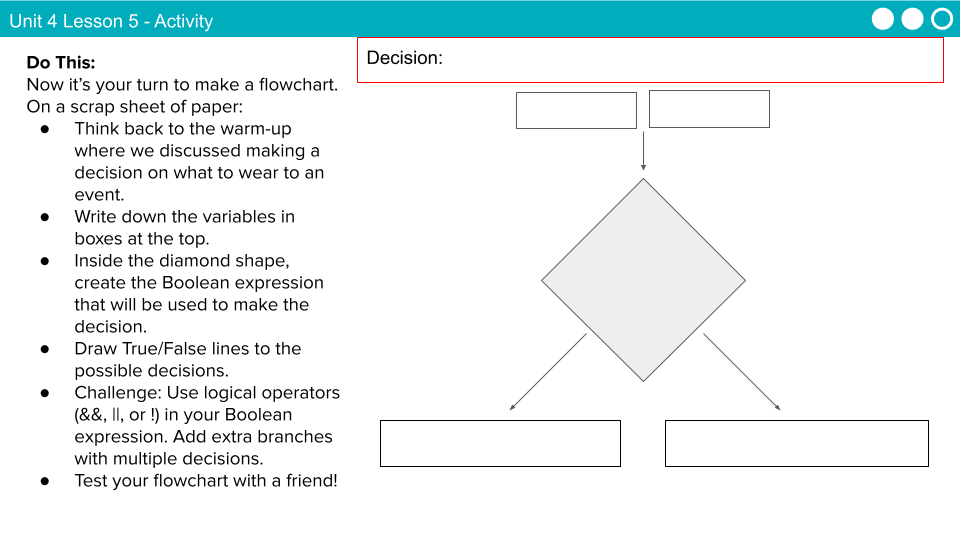 Unit 4 Lesson 5 - Activity
Do This:
Now it’s your turn to make a flowchart.
On a scrap sheet of paper:
● Think back to the warm-up
where we discussed making a
decision on what to wear to an
event.
● Write down the variables in
boxes at the top.
● Inside the diamond shape,
create the Boolean expression
that will be used to make the
decision.
● Draw True/False lines to the
possible decisions.
● Challenge: Use logical operators
(&&, ||, or !) in your Boolean
expression. Add extra branches
with multiple decisions.
● Test your flowchart with a friend!
Decision: